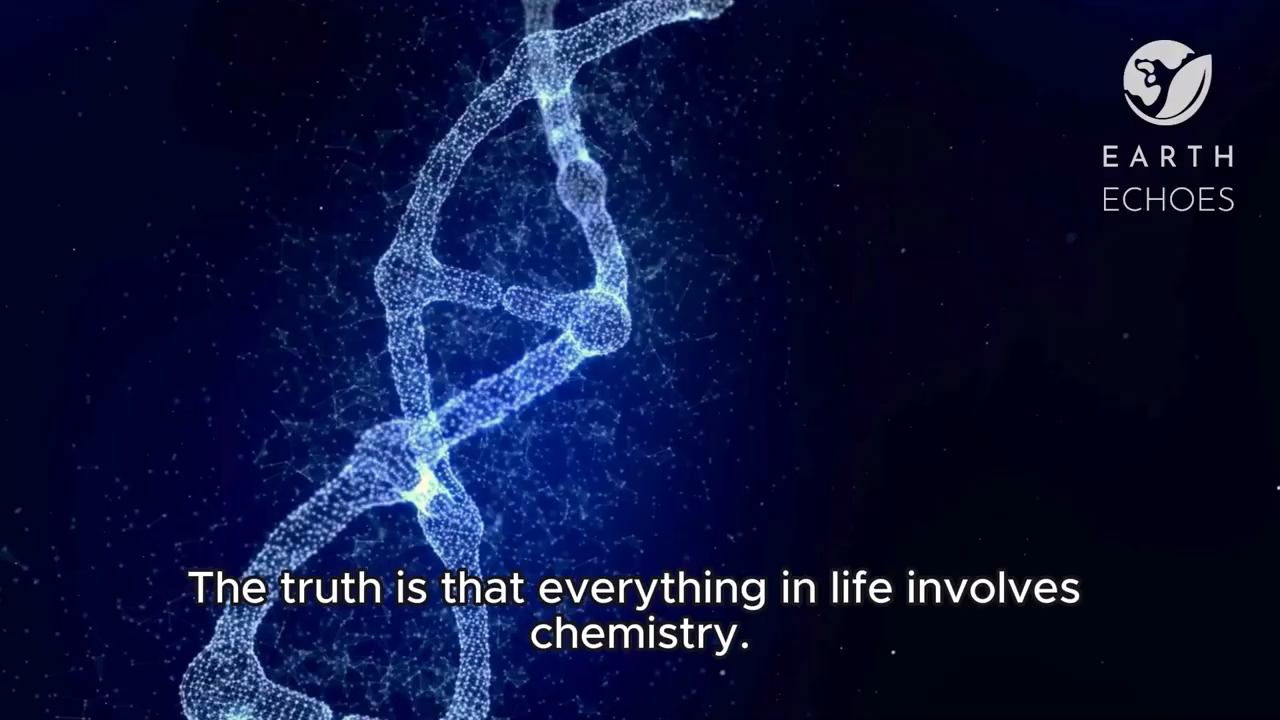 EARTH
ECHOES
The truth is that everything in life involves
chemistry.